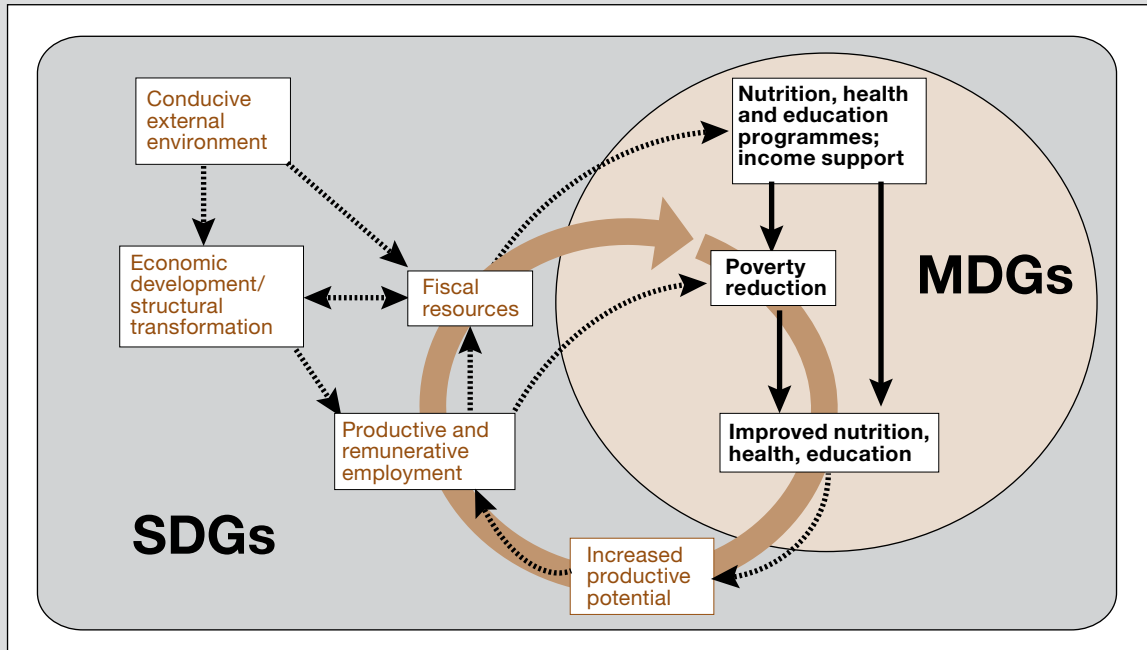 Conducive
external
environment
Nutrition, health
and education
programmes;
income support
Economic
development/
structural
transformation
Fiscal
resources
Poverty
reduction
MDGs
Productive and
remunerative
employment
Improved nutrition,
health, education
SDGs
Increased
productive
potential